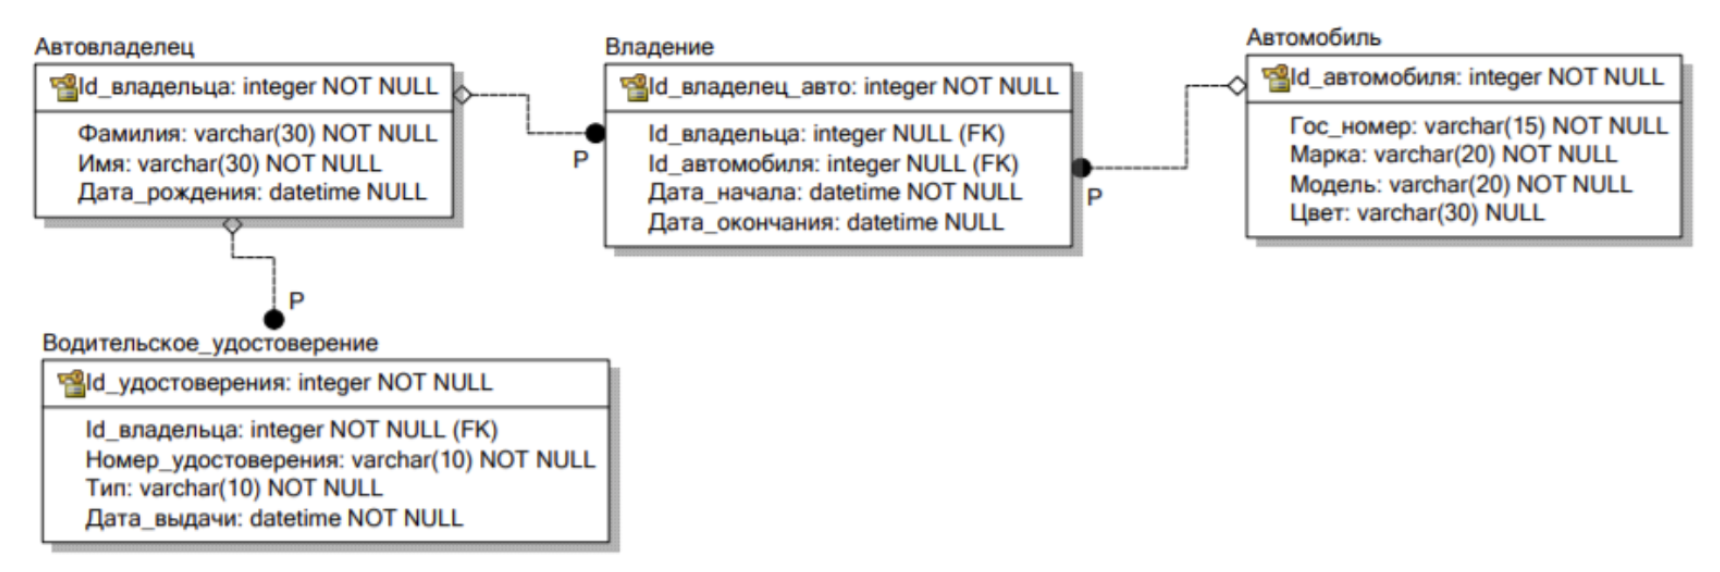 Автовладелец
Id_владельца: integer NOT NULL
Фамилия: varchar(30) NOT NULL
Имя: varchar(30) NOT NULL
Дата_рождения: datetime NULL
P
Владение
Id_владелец_авто: integer NOT NULL
Id_владельца: integer NULL (FK)
Id_автомобиля: integer NULL (FK)
Дата_начала: datetime NOT NULL
Дата_окончания: datetime NULL
P
Автомобиль
Id_автомобиля: integer NOT NULL
Гос_номер: varchar(15) NOT NULL
Марка: varchar(20) NOT NULL
Модель: varchar(20) NOT NULL
Цвет: varchar(30) NULL
P
Водительское_удостоверение
Id_удостоверения: integer NOT NULL
Id_владельца: integer NOT NULL (FK)
Номер_удостоверения: varchar(10) NOT NULL
Тип: varchar(10) NOT NULL
Дата_выдачи: datetime NOT NULL